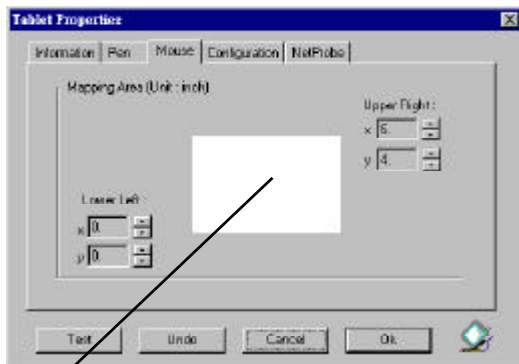 Tablet Properties
Information Pen Mouse Configuration NetProbe
Mapping Area (Unit : inch)
Upper Right :
x 6.
y 4.
Lower Left :
x 0.
y 0.
Test Undo Cancel Ok